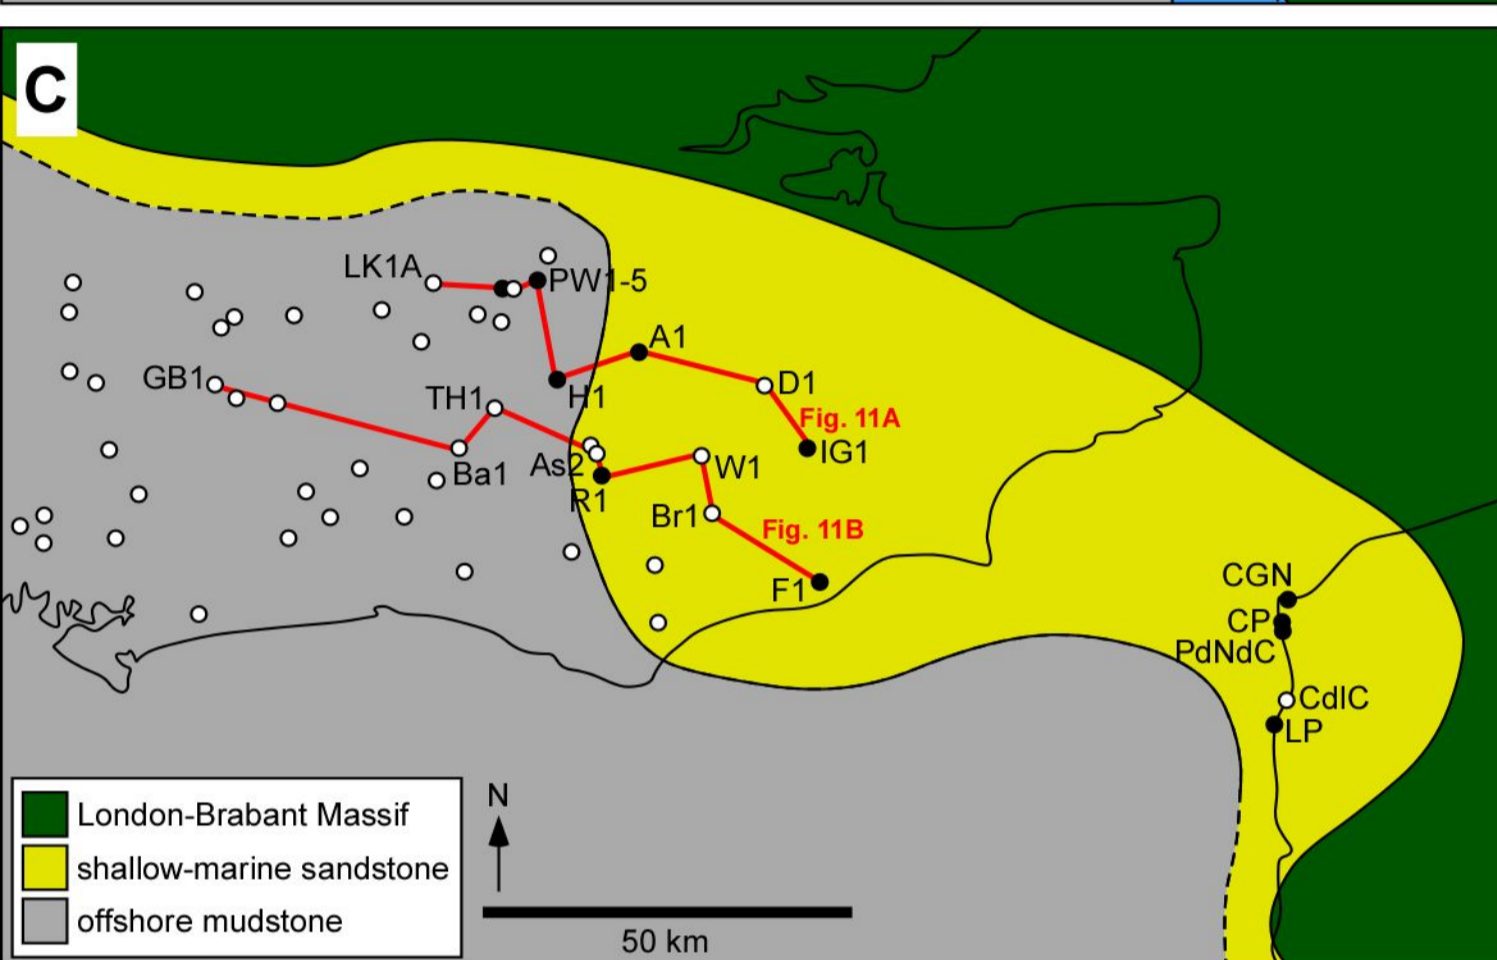 C
LK1A
PW1-5
A1
GB1
TH1
H1
D1
Fig. 11A
IG1
As2
Ba1
W1
R1
Br1
Fig. 11B
F1
CGN
CP
PdNdC
CdlC
LP
London-Brabant Massif
shallow-marine sandstone
offshore mudstone
N
50 km